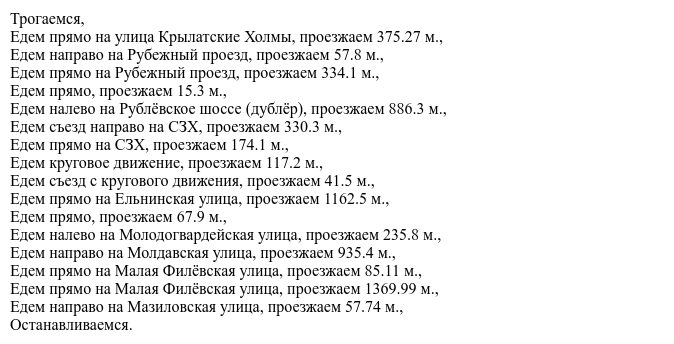 Трогаемся,
Едем прямо на улица Крылатские Холмы, проезжаем 375.27 м.,
Едем направо на Рубежный проезд, проезжаем 57.8 м.,
Едем прямо на Рубежный проезд, проезжаем 334.1 м.,
Едем прямо, проезжаем 15.3 м.,
Едем налево на Рублёвское шоссе (дублёр), проезжаем 886.3 м.,
Едем съезд направо на СЗХ, проезжаем 330.3 м.,
Едем прямо на СЗХ, проезжаем 174.1 м.,
Едем круговое движение, проезжаем 117.2 м.,
Едем съезд с кругового движения, проезжаем 41.5 м.,
Едем прямо на Ельнинская улица, проезжаем 1162.5 м.,
Едем прямо, проезжаем 67.9 м.,
Едем налево на Молодогвардейская улица, проезжаем 235.8 м.,
Едем направо на Молдавская улица, проезжаем 935.4 м.,
Едем прямо на Малая Филёвская улица, проезжаем 85.11 м.,
Едем прямо на Малая Филёвская улица, проезжаем 1369.99 м.,
Едем направо на Мазиловская улица, проезжаем 57.74 м.,
Останавливаемся.